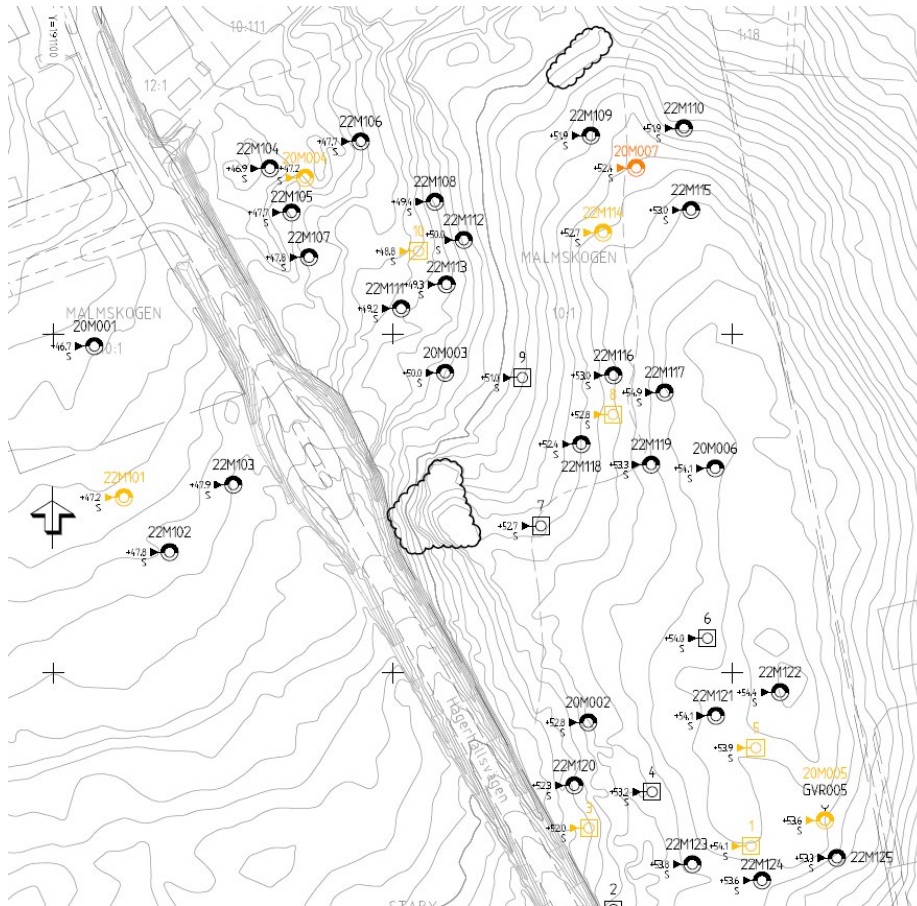 Y=191100
10:111
1:18
12:1
22M106
+47.7
S
22M109
+51.9
S
22M110
+51.9
S
22M104
+46.9
S
20M004
+47.2
S
20M007
+52.4
S
22M105
+47.7
S
22M108
+49.4
S
22M115
+53.0
S
22M112
+50.0
S
22M114
+52.7
S
10
+48.8
S
22M107
+47.8
S
MALMSKOGEN
22M113
+49.3
S
22M111
+49.2
S
10:1
MALMSKOGEN
20M001
+46.7
S
10:1
20M003
+50.0
S
9
+51.0
S
22M116
+53.0
S
22M117
+54.9
S
8
+52.8
S
22M118
+52.4
S
22M119
+53.3
S
20M006
+54.1
S
22M103
+47.9
S
22M101
+47.2
S
7
+52.7
S
22M102
+47.8
S
6
+54.0
S
22M122
+54.4
S
22M121
+54.1
S
20M002
+52.8
S
5
+53.9
S
Hägerstalsvägen
22M120
+52.3
S
4
+53.2
S
20M005
GVR005
+53.6
S
3
+52.0
S
1
+54.1
S
22M123
+53.8
S
22M124
+53.6
S
22M125
+53.3
S
2
STABY